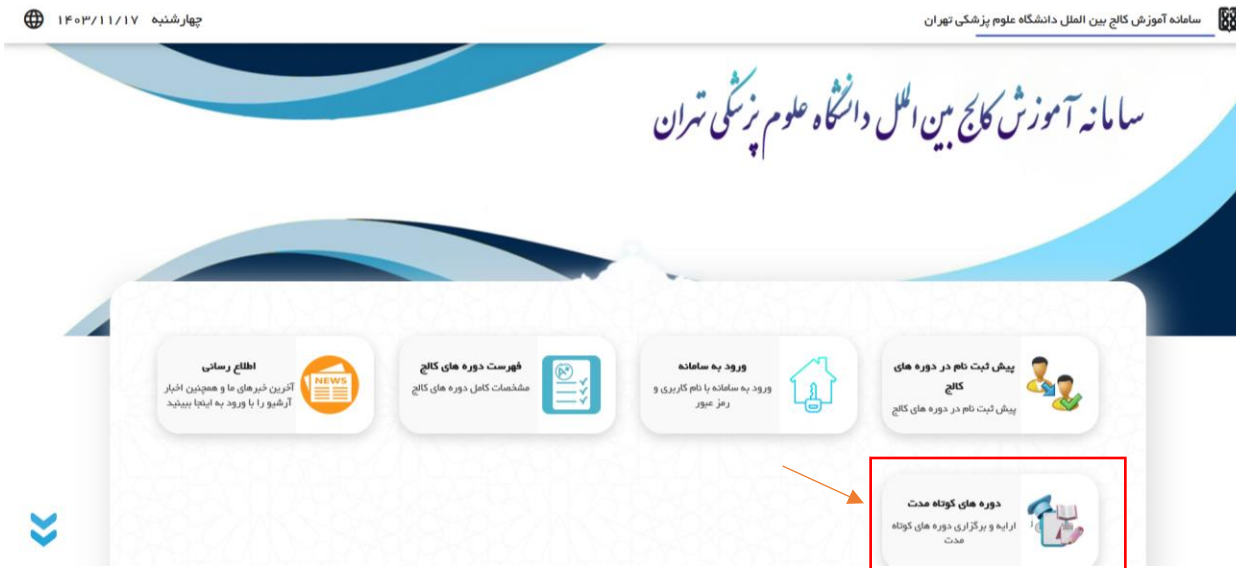 سامانه آموزش کالج بین الملل دانشگاه علوم پزشکی تهران
چهارشنبه ۱۴۰۳/۱۱/۱۷
سامانه آموزش کالج بین الملل دانشگاه علوم پزشکی تهران
پیش ثبت نام در دوره های
کالج
پیش ثبت نام در دوره های کالج
ورود به سامانه
ورود به سامانه با نام کاربری و
رمز عبور
فهرست دوره های کالج
مشخصات کامل دوره های کالج
اطلاع رسانی
آخرین خبرهای ما و همچنین اخبار
آرشیو را با ورود به اینجا ببینید
NEWS
دوره های کوتاه مدت
ارایه و برگزاری دوره های کوتاه
مدت